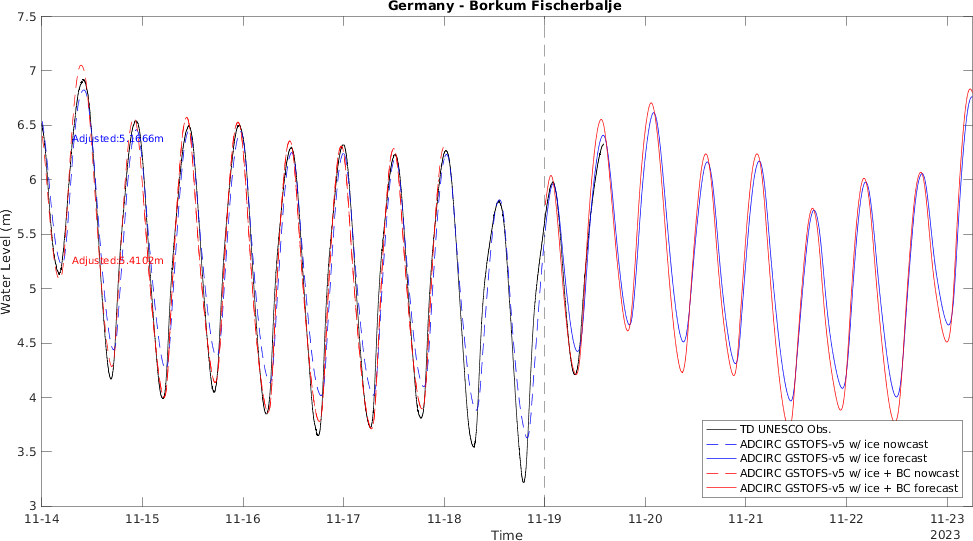 Germany - Borkum Fischerbalje
7.5
7
6.5
6
5.5
5
4.5
4
3.5
3
Water Level (m)
Adjusted:5.1666m
Adjusted:5.4102m
TD UNESCO Obs.
ADCIRC GSTOFS-v5 w/ ice nowcast
ADCIRC GSTOFS-v5 w/ ice forecast
ADCIRC GSTOFS-v5 w/ ice + BC nowcast
ADCIRC GSTOFS-v5 w/ ice + BC forecast
11-14 11-15 11-16 11-17 11-18 11-19 11-20 11-21 11-22 11-23
Time
2023